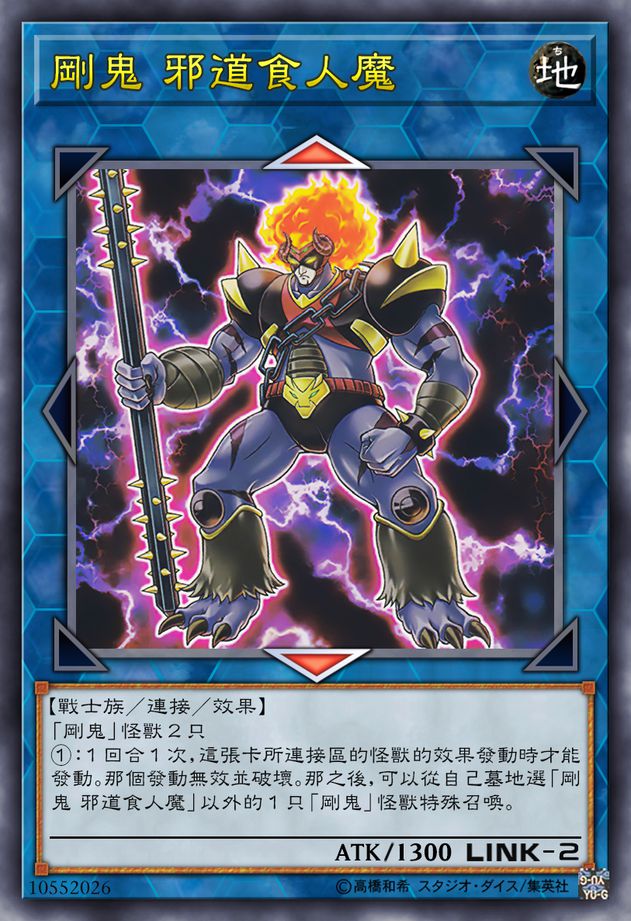 剛鬼 邪道食人魔
ち
地
【戰士族／連接／效果】
「剛鬼」怪獸２只
①：１回合１次，這張卡所連接區的怪獸的效果發動時才能
發動。那個發動無效並破壞。那之後，可以從自己墓地選「剛
鬼 邪道食人魔」以外的１只「剛鬼」怪獸特殊召喚。
ATK/1300 LINK-2
10552026
©高橋和希 スタジオ・ダイス/集英社